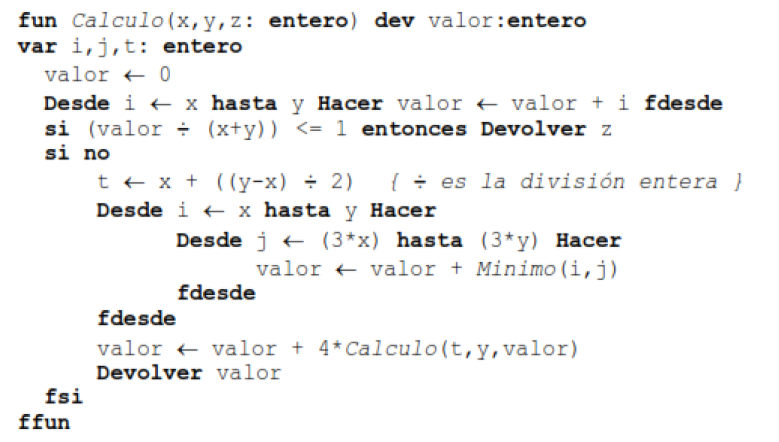 fun Calculo(x,y,z: entero) dev valor:entero
var i,j,t: entero
valor ← 0
Desde i ← x hasta y Hacer valor ← valor + i fdesde
si (valor ÷ (x+y)) <= 1 entonces Devolver z
si no
t ← x + ((y-x) ÷ 2) { ÷ es la división entera }
Desde i ← x hasta y Hacer
Desde j ← (3*x) hasta (3*y) Hacer
valor ← valor + Minimo(i,j)
fdesde
fdesde
valor ← valor + 4*Calculo(t,y,valor)
Devolver valor
fsi
ffun